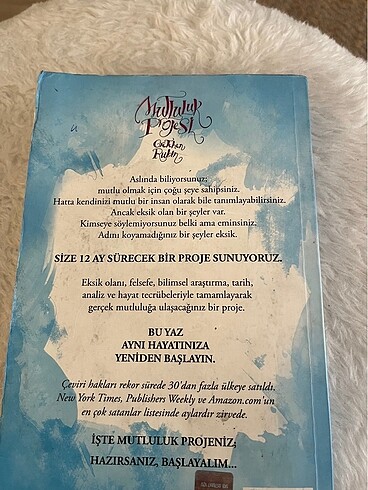 Mutluluk
Projesi
Gretchen
Rubin
Aslında biliyorsunuz;
mutlu olmak için çoğu şeye sahipsiniz.
Hatta kendinizi mutlu bir insan olarak bile tanımlayabilirsiniz.
Ancak eksik olan bir şeyler var.
Kimseye söylemiyorsunuz belki ama eminsiniz.
Adını koyamadığınız bir şeyler eksik.
SİZE 12 AY SÜRECEK BİR PROJE SUNUYORUZ.
Eksik olanı, felsefe, bilimsel araştırma, tarih,
analiz ve hayat tecrübeleriyle tamamlayarak
gerçek mutluluğa ulaşacağınız bir proje.
BU YAZ
AYNI HAYATINIZA
YENİDEN BAŞLAYIN.
Çeviri hakları rekor sürede 30'dan fazla ülkeye satıldı.
New York Times, Publishers Weekly ve Amazon.com'un
en çok satanlar listesinde aylardır zirvede.
İŞTE MUTLULUK PROJENİZ,
HAZIRSANIZ, BAŞLAYALIM...